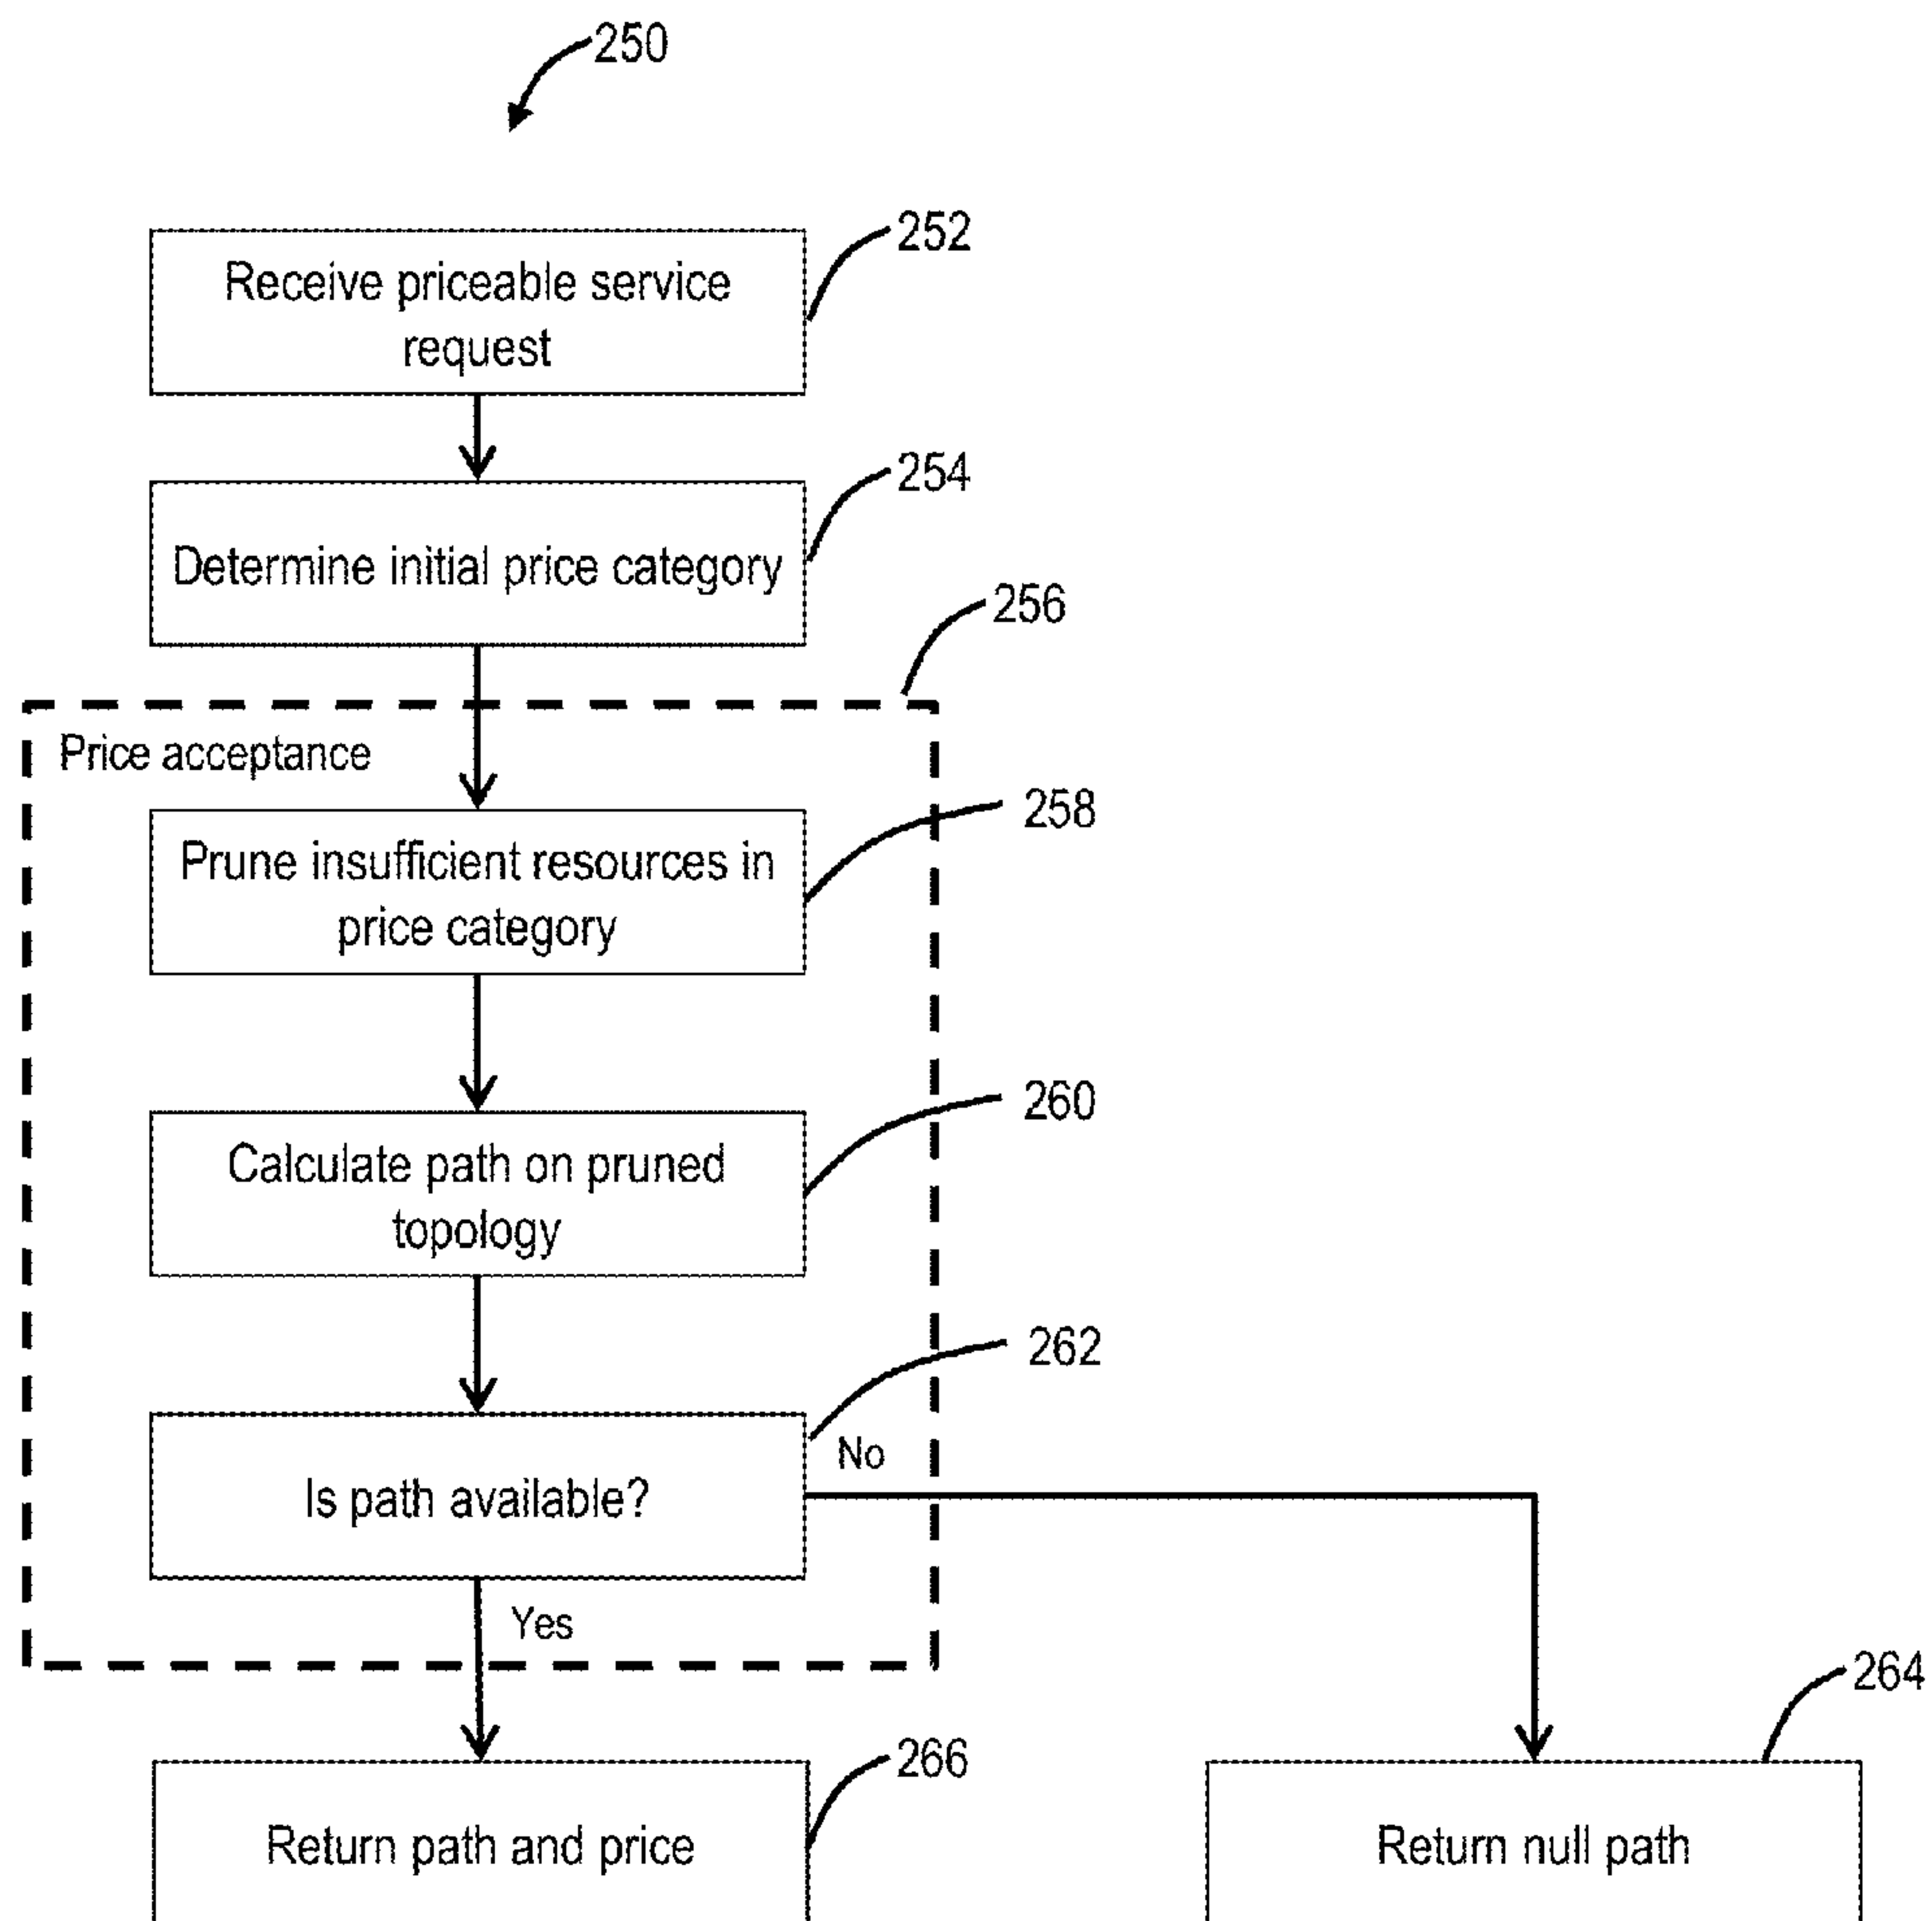 250
252
Receive priceable service
request
254
Determine initial price category
256
Price acceptance
258
Prune insufficient resources in
price category
260
Calculate path on pruned
topology
262
No
Is path available?
Yes
264
266
Return path and price
Return null path